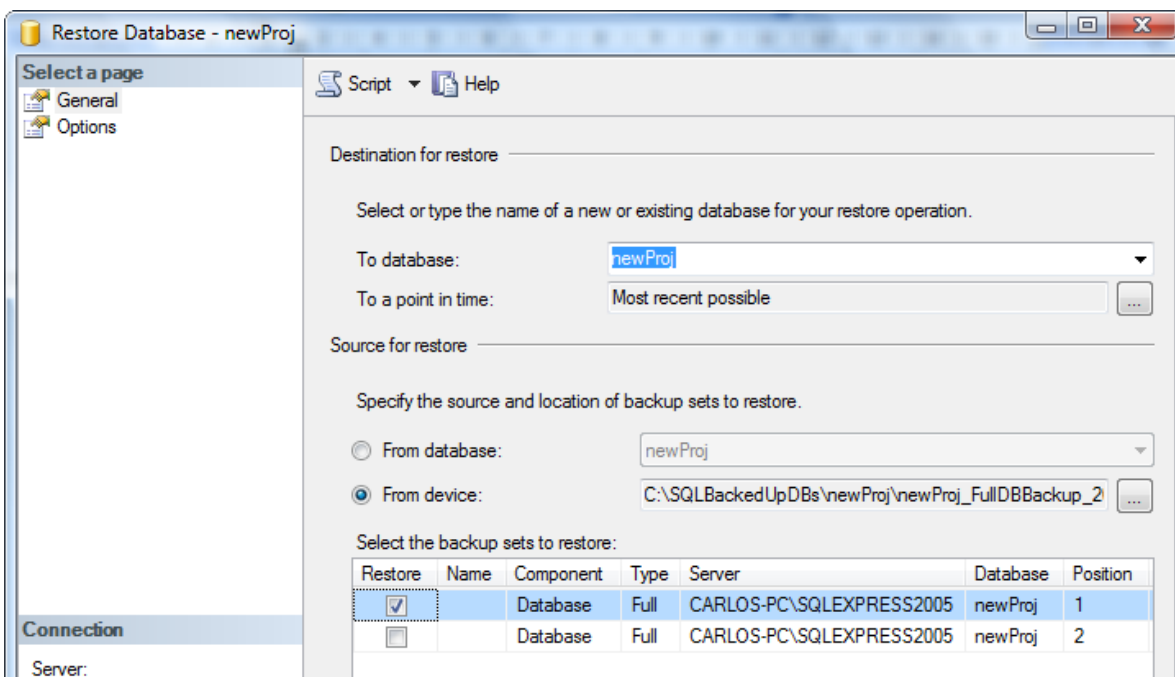 Restore Database - newProj
Select a page
General
Options
Script Help
Destination for restore
Select or type the name of a new or existing database for your restore operation.
To database: newProj
To a point in time: Most recent possible ...
Source for restore
Specify the source and location of backup sets to restore.
From database: newProj
From device: C:\SQLBackedUpDBs\newProj\newProj_FullDBBackup_2 ...
Select the backup sets to restore:
Restore Name Component Type Server Database Position
Database Full CARLOS-PC\SQLEXPRESS2005 newProj 1
Database Full CARLOS-PC\SQLEXPRESS2005 newProj 2
Connection
Server: